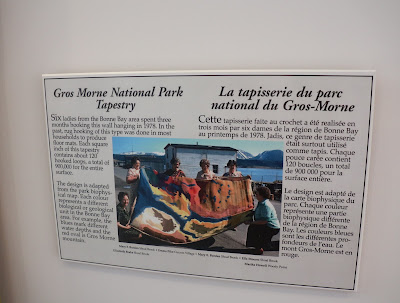 Gros Morne National Park
Tapestry
Six ladies from the Bonne Bay area spent three
months hooking this wall hanging in 1978. In the
past, rug hooking of this type was done in most
households to produce
floor mats. Each square
inch of this tapestry
contains about 120
hooked loops, a total of
900,000 for the entire
surface.
The design is adapted
from the park biophysi-
cal map. Each colour
represents a different
biological or geological
unit in the Bonne Bay
area. For example, the
blues mark different
water depths and the
red oval is Gros Morne
mountain.
La tapisserie du parc
national du Gros-Morne
Cette tapisserie faite au crochet a été realisée en
trois mois par six dames de la région de Bonne Bay
au printemps de 1978. Jadis, ce genre de tapisserie
était surtout utilisé
comme tapis. Chaque
pouce carée contient
120 boucles, un total
de 900 000 pour la
surface entière.
Le design est adapté de
la carte biophysique du
parc. Chaque couleur
représente une partie
biophysique différente
de la région de Bonne
Bay. Les couleurs bleues
sont les différentes pro-
fondeurs de l'eau. Le
mont Gros-Morne est en
rouge.